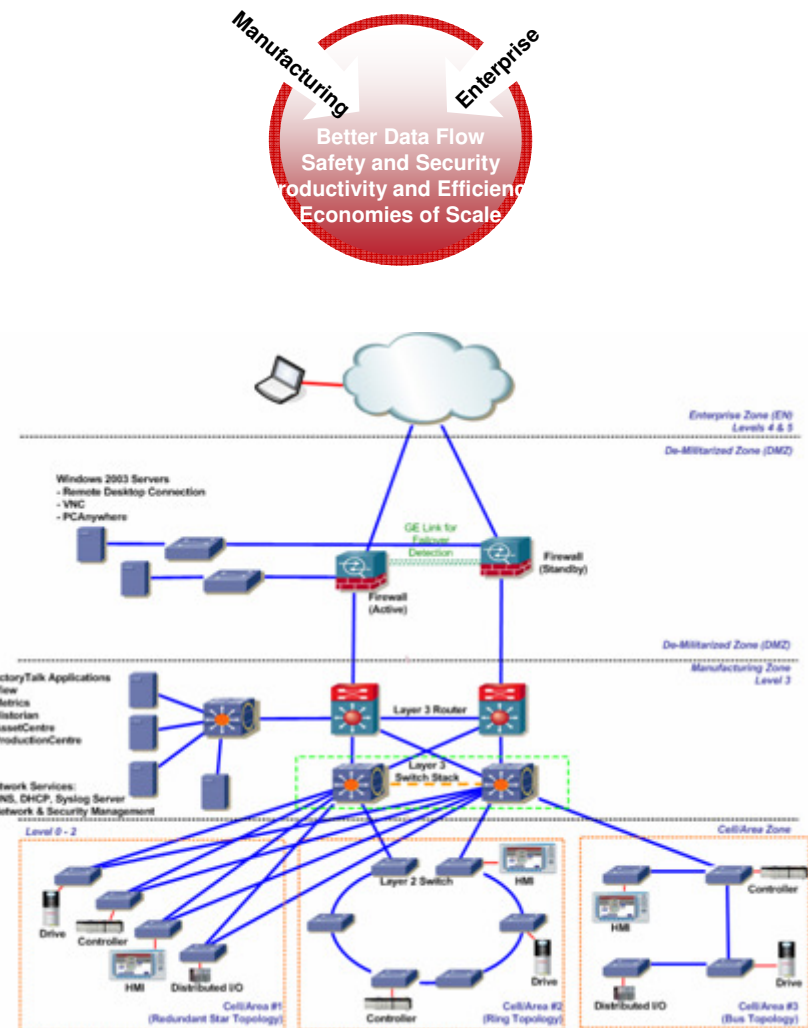 Manufacturing
Enterprise
Better Data Flow
Safety and Security
roductivity and Efficienc
Economies of Scale
Enterprise Zone (EN)
Levels 4 & 5
De-Militarized Zone (DMZ)
Windows 2003 Servers
- Remote Desktop Connection
- VNC
- PCAnywhere
GE Link for
Failover
Detection
Firewall
(Standby)
Firewall
(Active)
De-Militarized Zone (DMZ)
Manufacturing Zone
Level 3
ctoryTalk Applications
iew
etrics
istorian
ssetCentre
roductionCentre
Layer 3 Router
Layer 3
Switch Stack
twork Services:
NS, DHCP, Syslog Server
etwork & Security Management
Level 0 - 2
Cell/Area Zone
Layer 2 Switch
HMI
Controller
HMI
Drive
Controller
HMI
Distributed I/O
Drive
Distributed I/O
Drive
Cell/Area #1
(Redundant Star Topology)
Controller
Cell/Area #2
(Ring Topology)
Cell/Area #3
(Bus Topology)